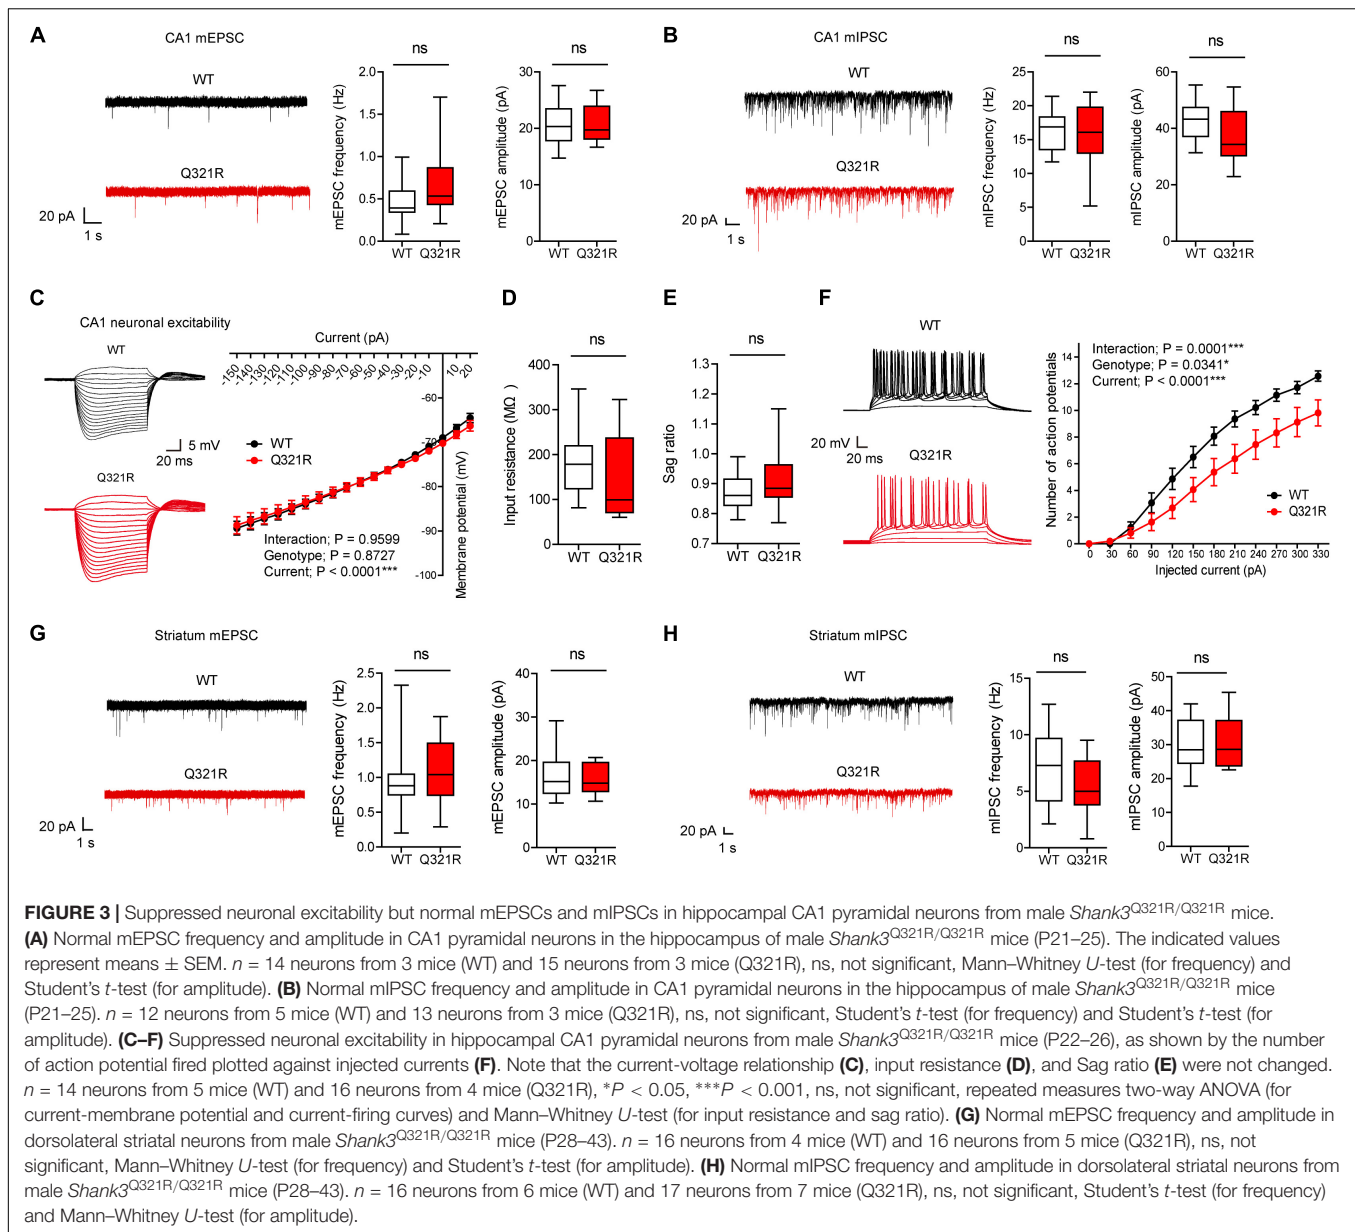 A
CA1 mEPSC
WT
Q321R
20 pA
1 s
ns
mEPSC frequency (Hz)
2.0
1.5
1.0
0.5
0.0
WT Q321R
ns
mEPSC amplitude (pA)
30
20
10
0
WT Q321R
B
CA1 mIPSC
WT
Q321R
20 pA
1 s
ns
mIPSC frequency (Hz)
25
20
15
10
5
0
WT Q321R
ns
mIPSC amplitude (pA)
60
40
20
0
WT Q321R
C
CA1 neuronal excitability
WT
5 mV
20 ms
Q321R
Current (pA)
-150 -140 -130 -120 -110 -100 -90 -80 -70 -60 -50 -40 -30 -20 -10 10 20
-60
-70
-80
-90
-100
Membrane potential (mV)
WT
Q321R
Interaction; P = 0.9599
Genotype; P = 0.8727
Current; P < 0.0001***
D
ns
Input resistance (MΩ)
400
300
200
100
0
WT Q321R
E
ns
Sag ratio
1.3
1.2
1.1
1.0
0.9
0.8
0.7
WT Q321R
F
WT
20 mV
20 ms
Q321R
Interaction; P = 0.0001***
Genotype; P = 0.0341*
Current; P < 0.0001***
Number of action potentials
14
12
10
8
6
4
2
0
WT
Q321R
0 30 60 90 120 150 180 210 240 270 300 330
Injected current (pA)
G
Striatum mEPSC
WT
Q321R
20 pA
1 s
ns
mEPSC frequency (Hz)
2.5
2.0
1.5
1.0
0.5
0.0
WT Q321R
ns
mEPSC amplitude (pA)
40
30
20
10
0
WT Q321R
H
Striatum mIPSC
WT
Q321R
20 pA
1 s
ns
mIPSC frequency (Hz)
15
10
5
0
WT Q321R
ns
mIPSC amplitude (pA)
50
40
30
20
10
0
WT Q321R
FIGURE 3 | Suppressed neuronal excitability but normal mEPSCs and mIPSCs in hippocampal CA1 pyramidal neurons from male Shank3Q321R/Q321R mice.
(A) Normal mEPSC frequency and amplitude in CA1 pyramidal neurons in the hippocampus of male Shank3Q321R/Q321R mice (P21–25). The indicated values
represent means ± SEM. n = 14 neurons from 3 mice (WT) and 15 neurons from 3 mice (Q321R), ns, not significant, Mann–Whitney U-test (for frequency) and
Student's t-test (for amplitude). (B) Normal mIPSC frequency and amplitude in CA1 pyramidal neurons in the hippocampus of male Shank3Q321R/Q321R mice
(P21–25). n = 12 neurons from 5 mice (WT) and 13 neurons from 3 mice (Q321R), ns, not significant, Student's t-test (for frequency) and Student's t-test (for
amplitude). (C–F) Suppressed neuronal excitability in hippocampal CA1 pyramidal neurons from male Shank3Q321R/Q321R mice (P22–26), as shown by the number
of action potential fired plotted against injected currents (F). Note that the current-voltage relationship (C), input resistance (D), and Sag ratio (E) were not changed.
n = 14 neurons from 5 mice (WT) and 16 neurons from 4 mice (Q321R), *P < 0.05, ***P < 0.001, ns, not significant, repeated measures two-way ANOVA (for
current-membrane potential and current-firing curves) and Mann–Whitney U-test (for input resistance and sag ratio). (G) Normal mEPSC frequency and amplitude in
dorsolateral striatal neurons from male Shank3Q321R/Q321R mice (P28–43). n = 16 neurons from 4 mice (WT) and 16 neurons from 5 mice (Q321R), ns, not
significant, Mann–Whitney U-test (for frequency) and Student's t-test (for amplitude). (H) Normal mIPSC frequency and amplitude in dorsolateral striatal neurons from
male Shank3Q321R/Q321R mice (P28–43). n = 16 neurons from 6 mice (WT) and 17 neurons from 7 mice (Q321R), ns, not significant, Student's t-test (for frequency)
and Mann–Whitney U-test (for amplitude).